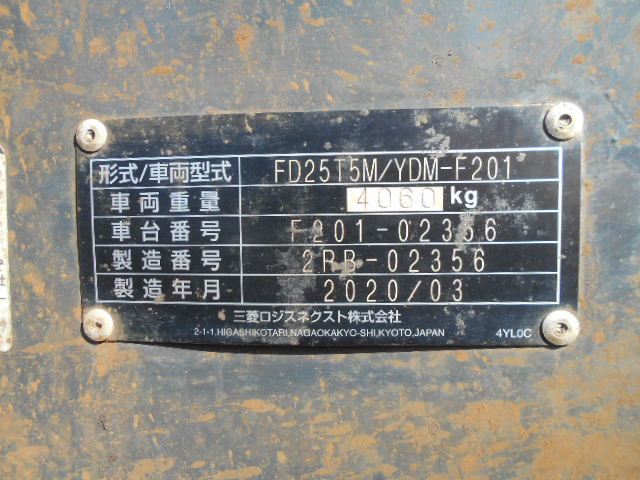 形式/車両型式 FD25T5M/YDM-F201
車両重量 4060 kg
車台番号 F201-02356
製造番号 2RB-02356
製造年月 2020/03
三菱ロジスネクスト株式会社
2-1-1,HIGASHIKOTARI,NAGAOKAKYO-SHI,KYOTO,JAPAN 4YL0C